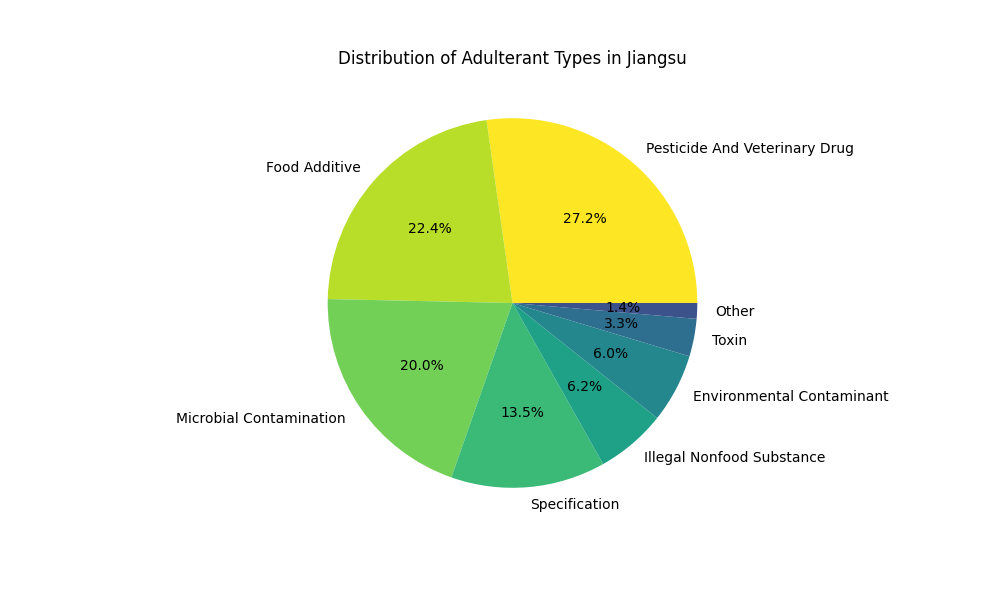 Distribution of Adulterant Types in Jiangsu
Pesticide And Veterinary Drug
27.2%
Food Additive
22.4%
Microbial Contamination
20.0%
Specification
13.5%
Illegal Nonfood Substance
6.2%
Environmental Contaminant
6.0%
Toxin
3.3%
Other
1.4%